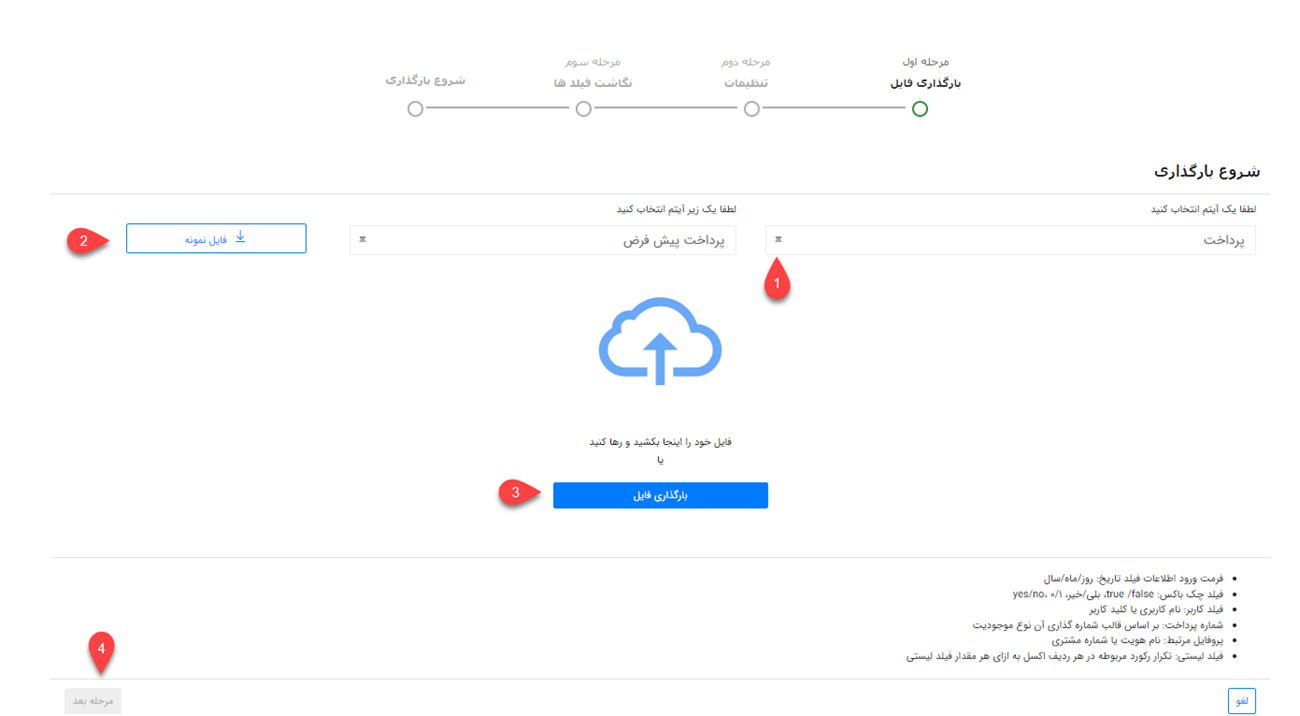 مرحله اول
بارگذاری فایل
مرحله دوم
تنظیمات
مرحله سوم
نگاشت فیلد ها
شروع بارگذاری
شروع بارگذاری
لطفا یک آیتم انتخاب کنید
پرداخت
1
لطفا یک زیر آیتم انتخاب کنید
پرداخت پیش فرض
فایل نمونه
2
فایل خود را اینجا بکشید و رها کنید
یا
بارگذاری فایل
3
فرمت ورود اطلاعات فیلد تاریخ: روز/ماه/سال
فیلد چک باکس: true /false، بلی/خیر، ۰/۱، yes/no
فیلد کاربر: نام کاربری یا کلید کاربر
شماره پرداخت: بر اساس قالب شماره گذاری آن نوع موجودیت
پروفایل مرتبط: نام هویت یا شماره مشتری
فیلد لیستی: تکرار رکورد مربوطه در هر ردیف اکسل به ازای هر مقدار فیلد لیستی
4
لغو
مرحله بعد